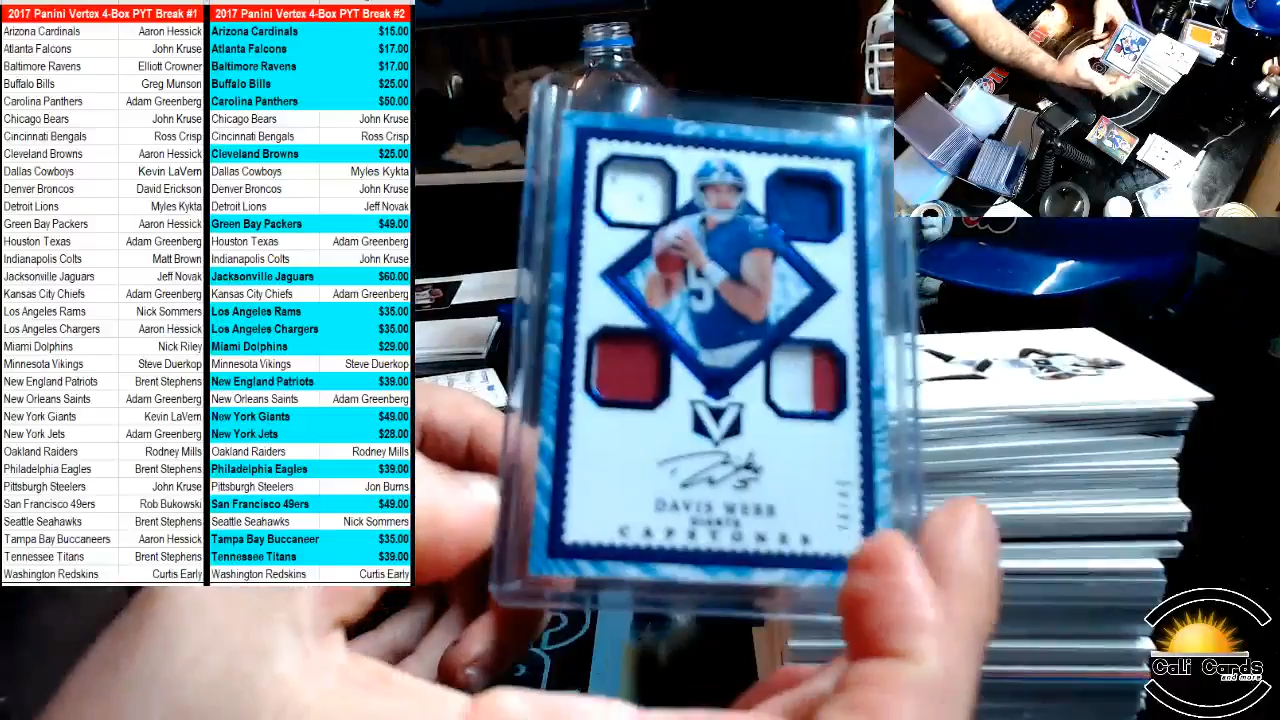 2017 Panini Vertex 4-Box PYT Break #1 2017 Panini Vertex 4-Box PYT Break #2
Arizona Cardinals Aaron Hessick Arizona Cardinals $15.00
Atlanta Falcons John Kruse Atlanta Falcons $17.00
Baltimore Ravens Elliott Crowner Baltimore Ravens $17.00
Buffalo Bills Greg Munson Buffalo Bills $25.00
Carolina Panthers Adam Greenberg Carolina Panthers $50.00
Chicago Bears John Kruse Chicago Bears John Kruse
Cincinnati Bengals Ross Crisp Cincinnati Bengals Ross Crisp
Cleveland Browns Aaron Hessick Cleveland Browns $25.00
Dallas Cowboys Kevin LaVern Dallas Cowboys Myles Kykta
Denver Broncos David Erickson Denver Broncos John Kruse
Detroit Lions Myles Kykta Detroit Lions Jeff Novak
Green Bay Packers Aaron Hessick Green Bay Packers $49.00
Houston Texas Adam Greenberg Houston Texas Adam Greenberg
Indianapolis Colts Matt Brown Indianapolis Colts John Kruse
Jacksonville Jaguars Jeff Novak Jacksonville Jaguars $60.00
Kansas City Chiefs Adam Greenberg Kansas City Chiefs Adam Greenberg
Los Angeles Rams Nick Sommers Los Angeles Rams $35.00
Los Angeles Chargers Aaron Hessick Los Angeles Chargers $35.00
Miami Dolphins Nick Riley Miami Dolphins $29.00
Minnesota Vikings Steve Duerkop Minnesota Vikings Steve Duerkop
New England Patriots Brent Stephens New England Patriots $39.00
New Orleans Saints Adam Greenberg New Orleans Saints Adam Greenberg
New York Giants Kevin LaVern New York Giants $49.00
New York Jets Adam Greenberg New York Jets $28.00
Oakland Raiders Rodney Mills Oakland Raiders Rodney Mills
Philadelphia Eagles Brent Stephens Philadelphia Eagles $39.00
Pittsburgh Steelers John Kruse Pittsburgh Steelers Jon Burns
San Francisco 49ers Rob Bukowski San Francisco 49ers $49.00
Seattle Seahawks Brent Stephens Seattle Seahawks Nick Sommers
Tampa Bay Buccaneers Aaron Hessick Tampa Bay Buccaneer $35.00
Tennessee Titans Brent Stephens Tennessee Titans $39.00
Washington Redskins Curtis Early Washington Redskins Curtis Early
V
DAVIS WEBB
GIANTS
CAPSTONES
Cali Cards
and more